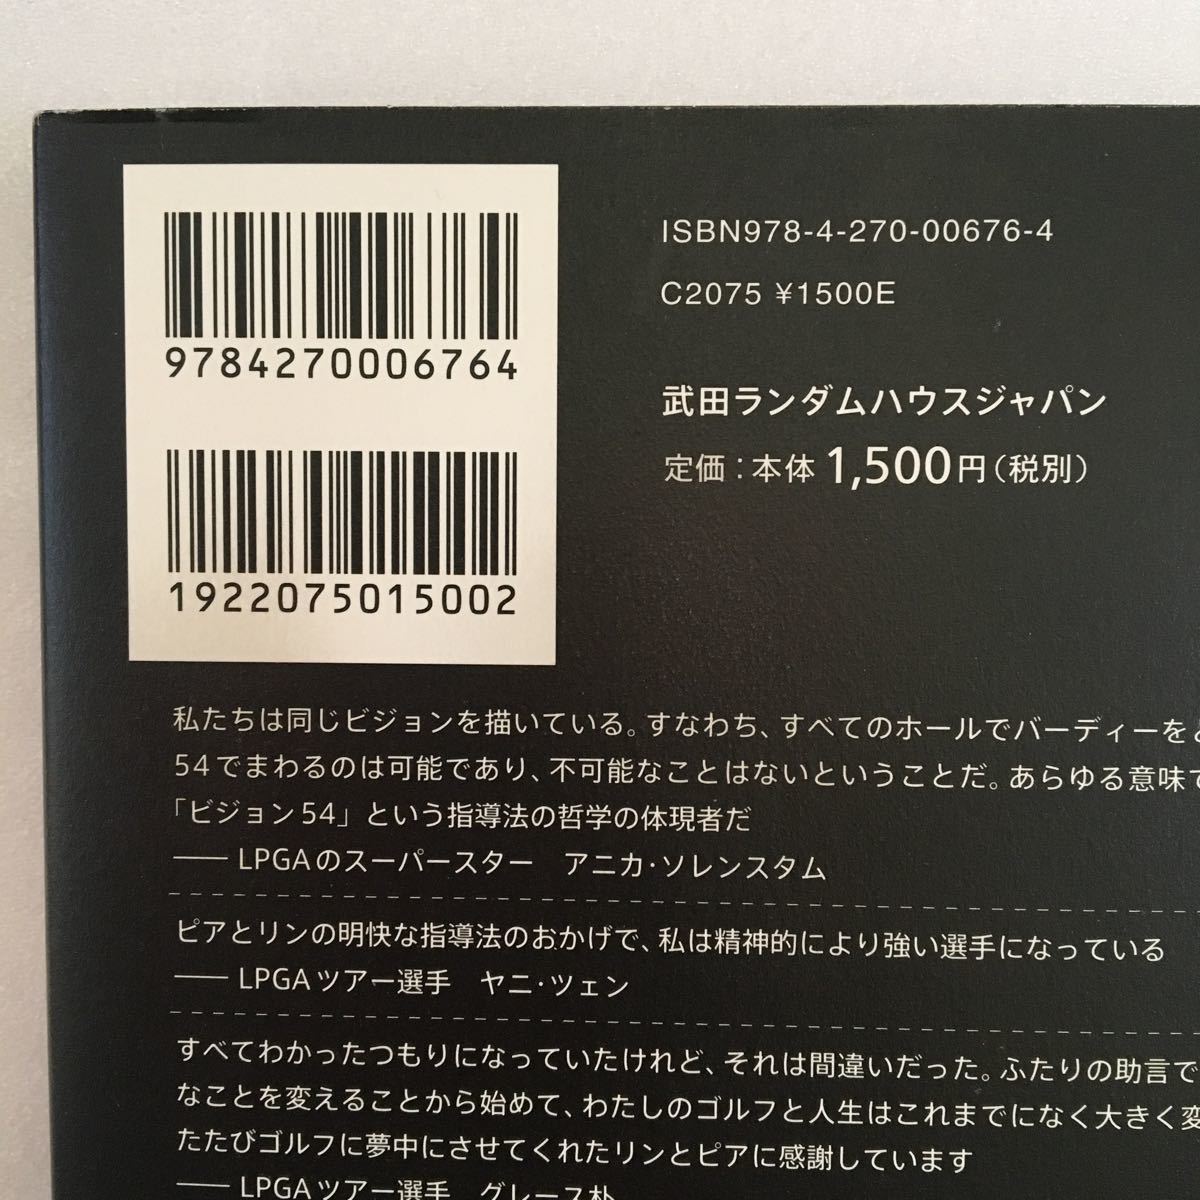 9784270006764
1922075015002
ISBN978-4-270-00676-4
C2075 ¥1500E
武田ランダムハウスジャパン
定価：本体1,500円（税別）
私たちは同じビジョンを描いている。すなわち、すべてのホールでバーディーをと
54でまわるのは可能であり、不可能なことはないということだ。あらゆる意味で
「ビジョン54」という指導法の哲学の体現者だ
── LPGAのスーパースター　アニカ・ソレンスタム
ピアとリンの明快な指導法のおかげで、私は精神的により強い選手になっている
── LPGAツアー選手　ヤニ・ツェン
すべてわかったつもりになっていたけれど、それは間違いだった。ふたりの助言で
なことを変えることから始めて、わたしのゴルフと人生はこれまでになく大きく変
たたびゴルフに夢中にさせてくれたリンとピアに感謝しています
── LPGAツアー選手　グレース朴